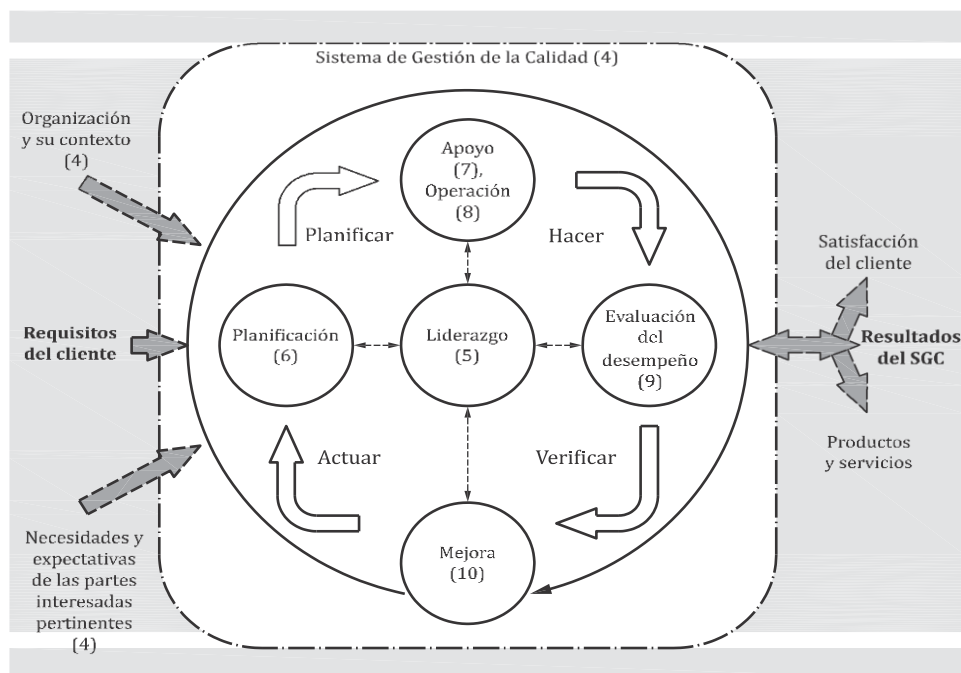 Sistema de Gestión de la Calidad (4)
Organización
y su contexto
(4)
Apoyo
(7),
Operación
(8)
Planificar
Hacer
Satisfacción
del cliente
Requisitos
del cliente
Planificación
(6)
Liderazgo
(5)
Evaluación
del
desempeño
(9)
Resultados
del SGC
Actuar
Verificar
Productos
y servicios
Necesidades y
expectativas
de las partes
interesadas
pertinentes
(4)
Mejora
(10)